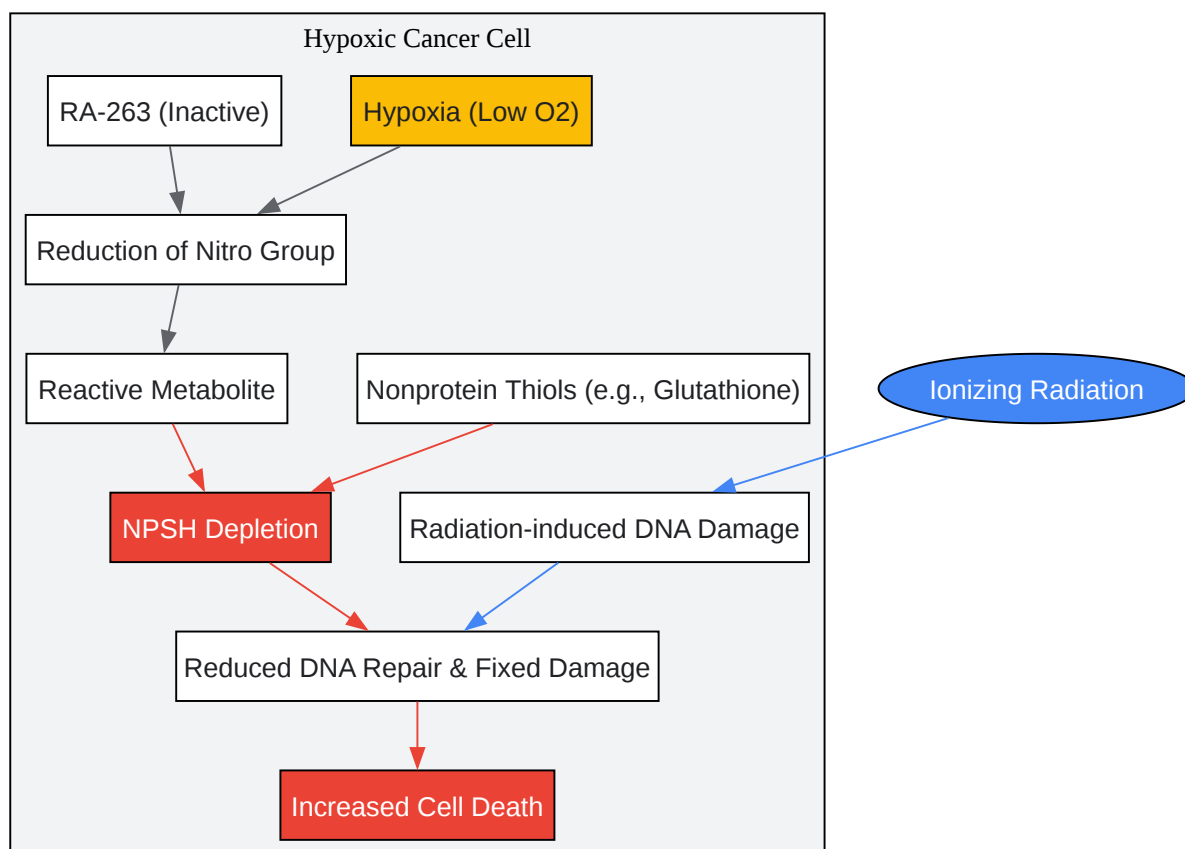 Hypoxic Cancer Cell
RA-263 (Inactive)
Hypoxia (Low O2)
Reduction of Nitro Group
Reactive Metabolite
Nonprotein Thiols (e.g., Glutathione)
Ionizing Radiation
NPSH Depletion
Radiation-induced DNA Damage
Reduced DNA Repair & Fixed Damage
Increased Cell Death